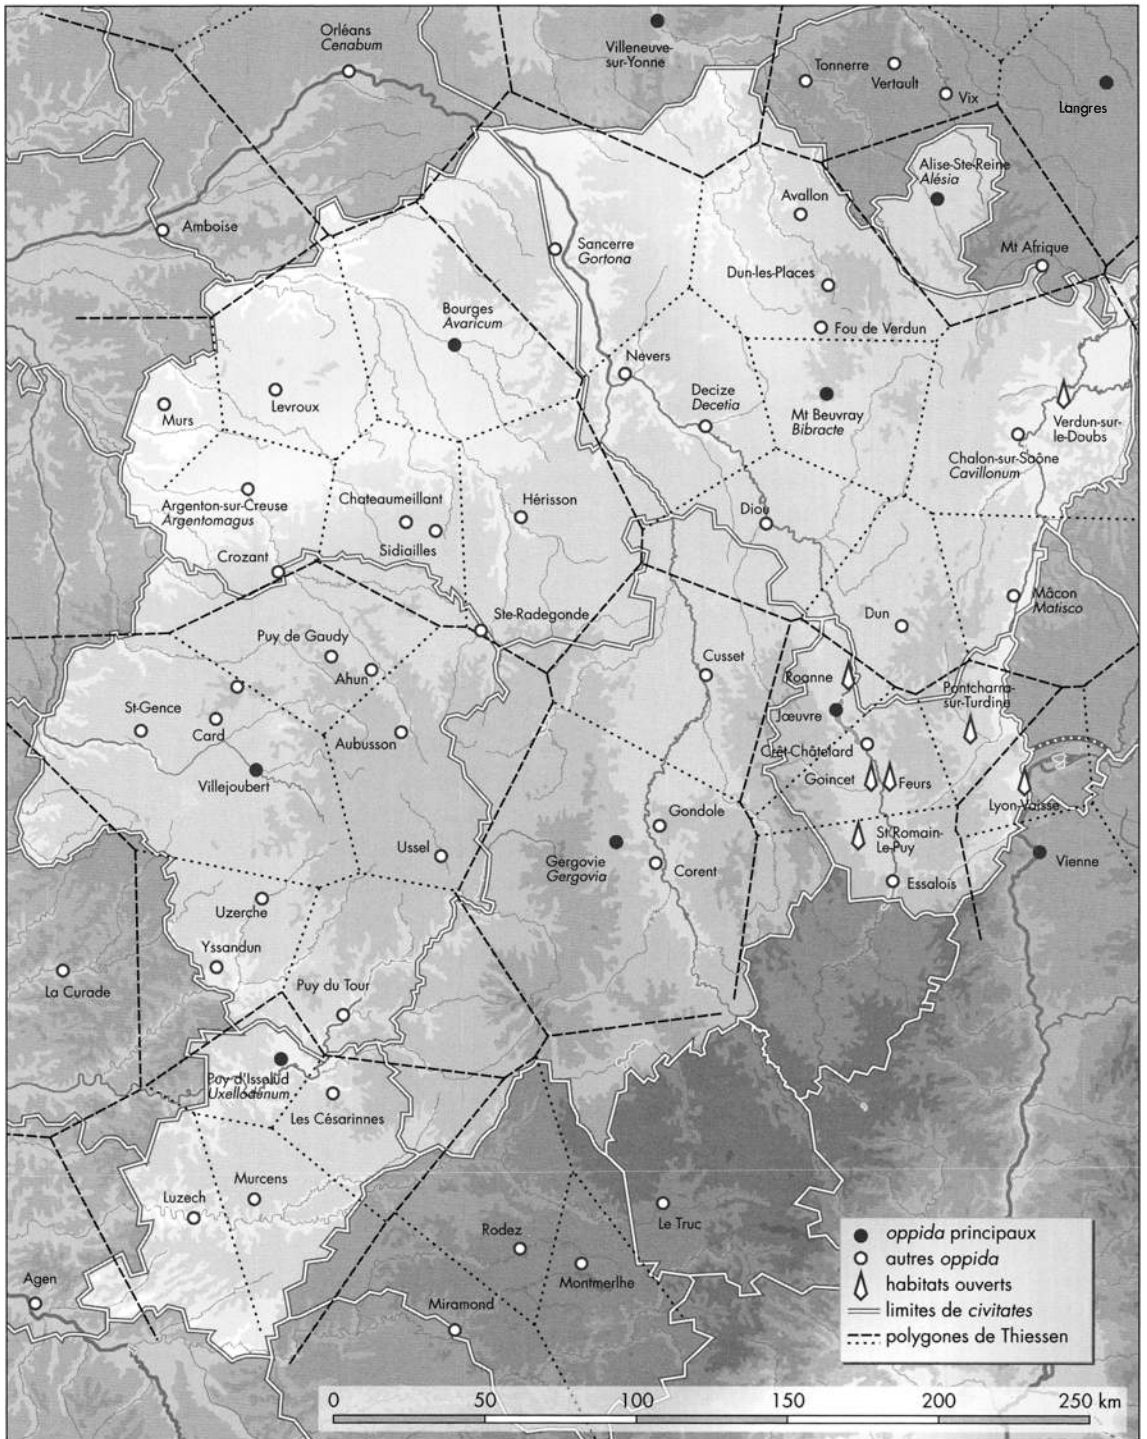 Orléans
Cenabum
Villeneuve-
sur-Yonne
Tonnerre
Vertault
Vix
Langres
Alise-Ste-Reine
Alésia
Avallon
Amboise
Sancerre
Gortona
Mt Afrique
Dun-les-Places
Bourges
Avaricum
Fou de Verdun
Nevers
Levroux
Murs
Decize
Decetia
Mt Beuvray
Bibracte
Verdun-sur-
le-Doubs
Chalon-sur-Saône
Cavillonum
Argenton-sur-Creuse
Argentomagus
Chateaumeillant
Hérisson
Diou
Sidiailles
Crozant
Mâcon
Matisco
Ste-Radegonde
Dun
Puy de Gaudy
Ahun
Cusset
Roanne
Pontcharra-
sur-Turdine
St-Gence
Card
Aubusson
Jœuvre
Crêt-Châtelard
Goincet
Feurs
Villejoubert
Lyon-Vaisse
Gondole
St Romain-
Le-Puy
Ussel
Gergovie
Gergovia
Corent
Vienne
Essalois
Uzerche
Yssandun
La Curade
Puy du Tour
Puy d'Issolud
Uxellodenum
Les Césarinnes
Murcens
Luzech
Le Truc
Rodez
Montmerlhe
Agen
Miramond
oppida principaux
autres oppida
habitats ouverts
limites de civitates
polygones de Thiessen
0 50 100 150 200 250 km